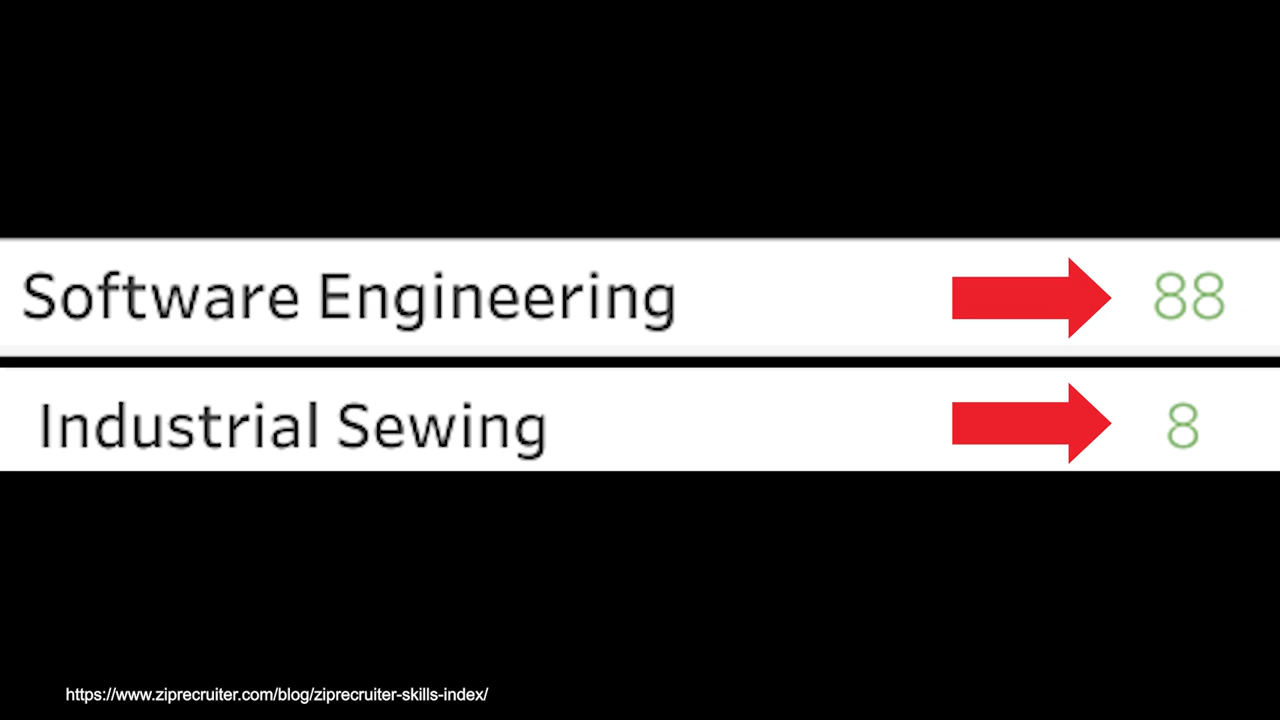 Software Engineering 88
Industrial Sewing 8
https://www.ziprecruiter.com/blog/ziprecruiter-skills-index/